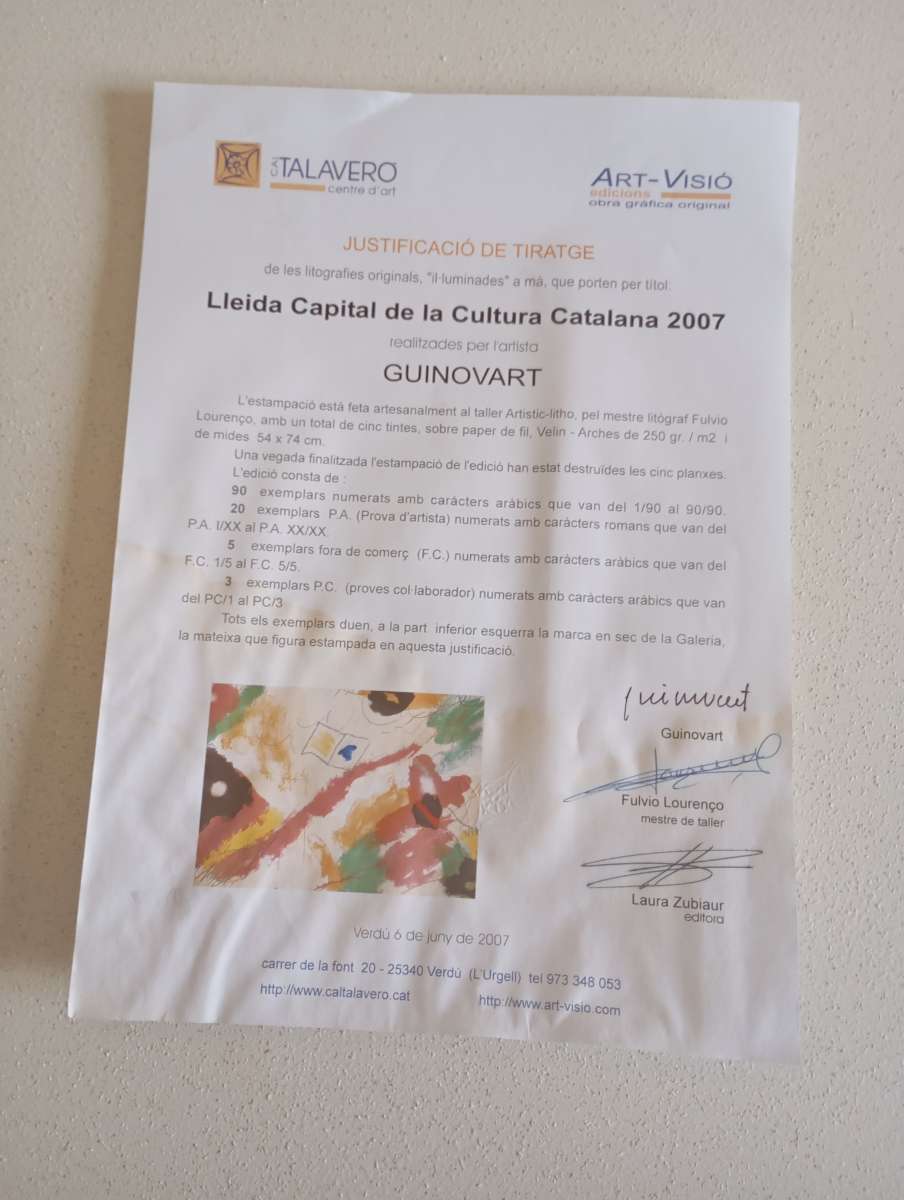 CAL TALAVERÓ
centre d'art
ART-VISIÓ
edicions
obra gràfica original
JUSTIFICACIÓ DE TIRATGE
de les litografies originals, "il·luminades" a mà, que porten per títol:
Lleida Capital de la Cultura Catalana 2007
realitzades per l'artista
GUINOVART
L'estampació està feta artesanalment al taller Artistic-litho, pel mestre litògraf Fulvio
Lourenço, amb un total de cinc tintes, sobre paper de fil, Velin - Arches de 250 gr. / m2 i
de mides 54 x 74 cm.
Una vegada finalitzada l'estampació de l'edició han estat destruïdes les cinc planxes.
L'edició consta de :
90 exemplars numerats amb caràcters aràbics que van del 1/90 al 90/90.
20 exemplars P.A. (Prova d'artista) numerats amb caràcters romans que van del
P.A. I/XX al P.A. XX/XX.
5 exemplars fora de comerç (F.C.) numerats amb caràcters aràbics que van del
F.C. 1/5 al F.C. 5/5.
3 exemplars P.C. (proves col·laborador) numerats amb caràcters aràbics que van
del PC/1 al PC/3
Tots els exemplars duen, a la part inferior esquerra la marca en sec de la Galeria,
la mateixa que figura estampada en aquesta justificació.
guinovart
Guinovart
Fulvio Lourenço
mestre de taller
Laura Zubiaur
editora
Verdú 6 de juny de 2007
carrer de la font 20 - 25340 Verdú (L'Urgell) tel 973 348 053
http://www.caltalavero.cat
http://www.art-visio.com